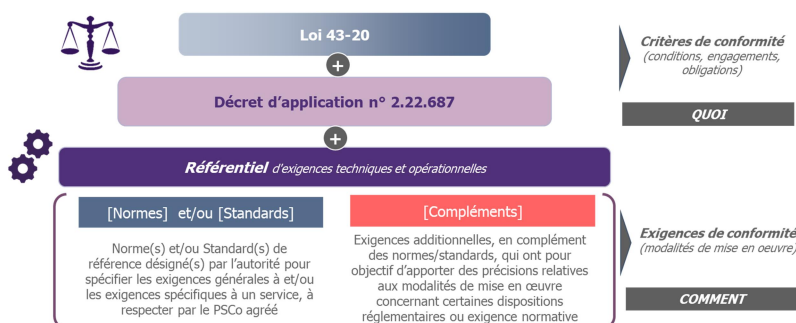 Loi 43-20
+
Décret d'application n° 2.22.687
+
Référentiel d'exigences techniques et opérationnelles
[Normes] et/ou [Standards]
Norme(s) et/ou Standard(s) de
référence désigné(s) par l'autorité pour
spécifier les exigences générales à et/ou
les exigences spécifiques à un service, à
respecter par le PSCo agréé
[Compléments]
Exigences additionnelles, en complément
des normes/standards, qui ont pour
objectif d'apporter des précisions relatives
aux modalités de mise en œuvre
concernant certaines dispositions
réglementaires ou exigence normative
Critères de conformité
(conditions, engagements,
obligations)
QUOI
Exigences de conformité
(modalités de mise en oeuvre)
COMMENT